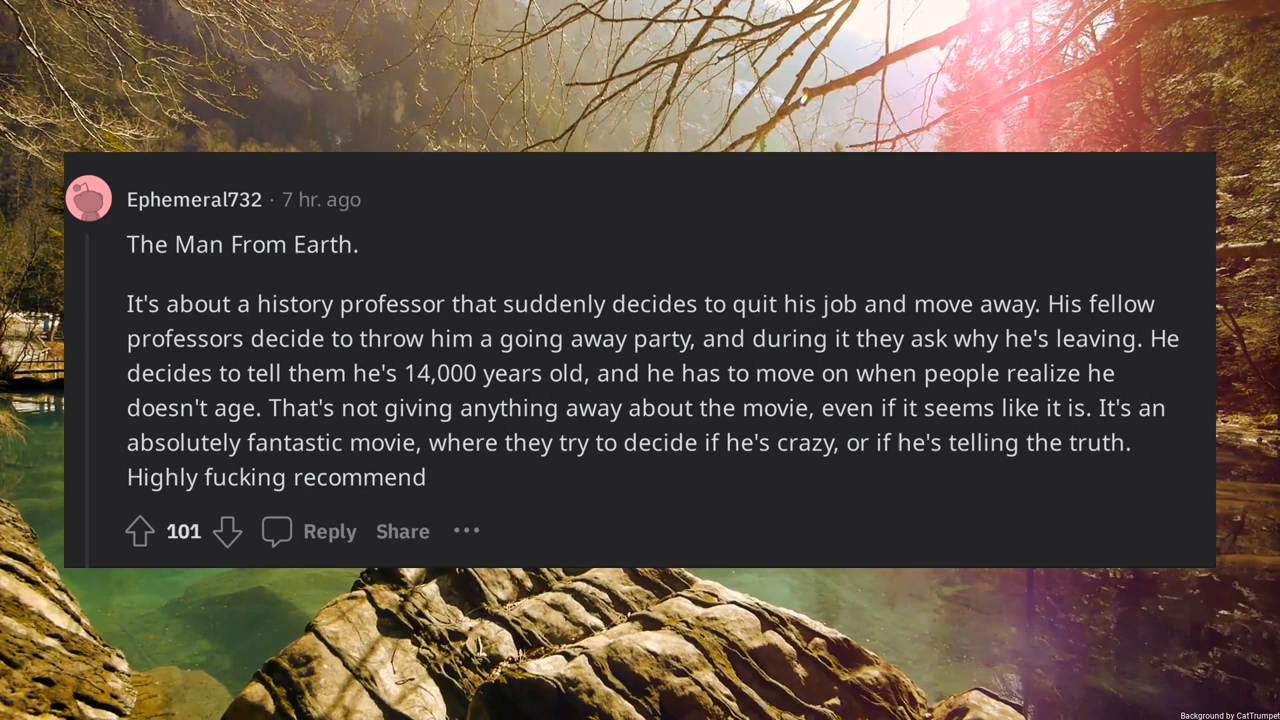 Ephemeral732 · 7 hr. ago
The Man From Earth.
It's about a history professor that suddenly decides to quit his job and move away. His fellow
professors decide to throw him a going away party, and during it they ask why he's leaving. He
decides to tell them he's 14,000 years old, and he has to move on when people realize he
doesn't age. That's not giving anything away about the movie, even if it seems like it is. It's an
absolutely fantastic movie, where they try to decide if he's crazy, or if he's telling the truth.
Highly fucking recommend
101 Reply Share ···
Background by CatTrumpet